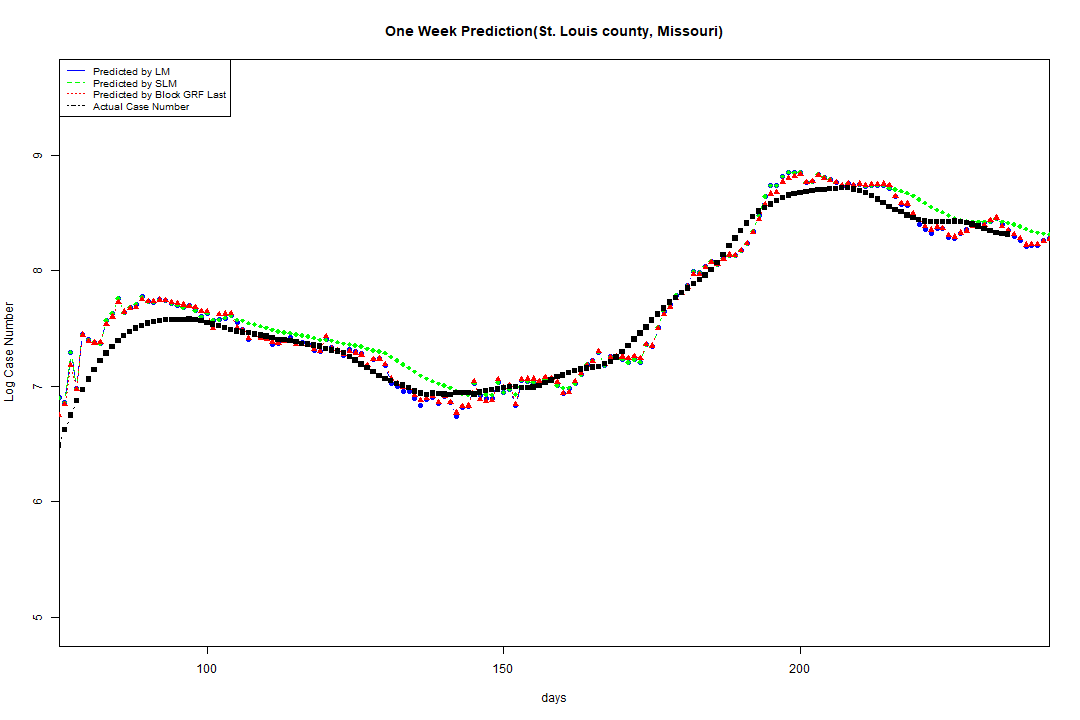 One Week Prediction(St. Louis county, Missouri)
Predicted by LM
Predicted by SLM
Predicted by Block GRF Last
Actual Case Number
9
8
7
6
5
Log Case Number
100 150 200
days